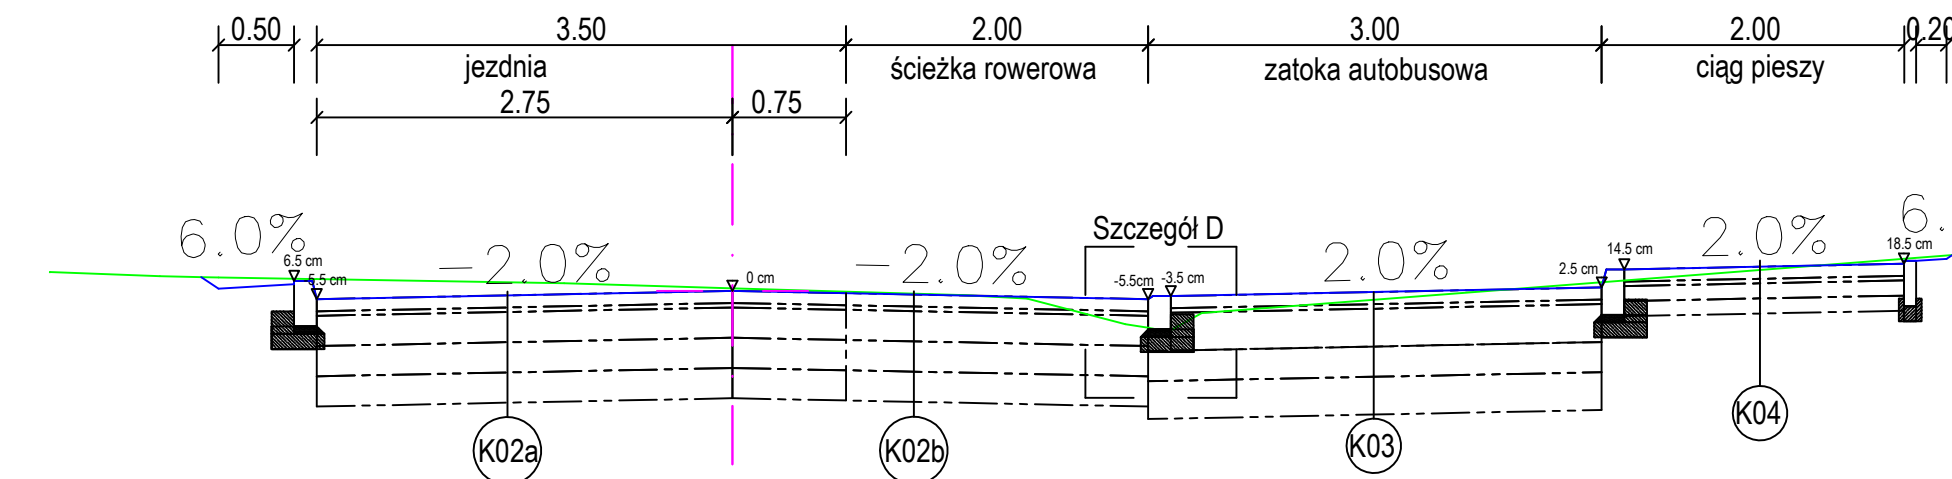 0.50 3.50 2.00 3.00 2.00 0.20
jezdnia ścieżka rowerowa zatoka autobusowa ciąg pieszy
2.75 0.75
6.0% -2.0% -2.0% Szczegół D 2.0% 2.0% 6.
6.5 cm -5.5 cm 0 cm -5.5cm -3.5 cm 2.5 cm 14.5 cm 18.5 cm
K02a K02b K03 K04